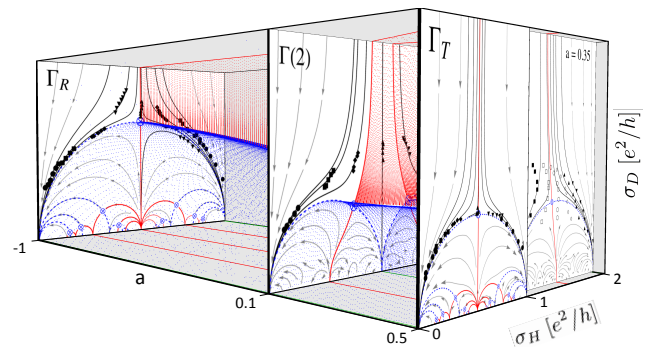 Γ_R
Γ(2)
Γ_T
a = 0.35
σ_D [e²/h]
-1
a
0.1
0.5
0
1
2
σ_H [e²/h]